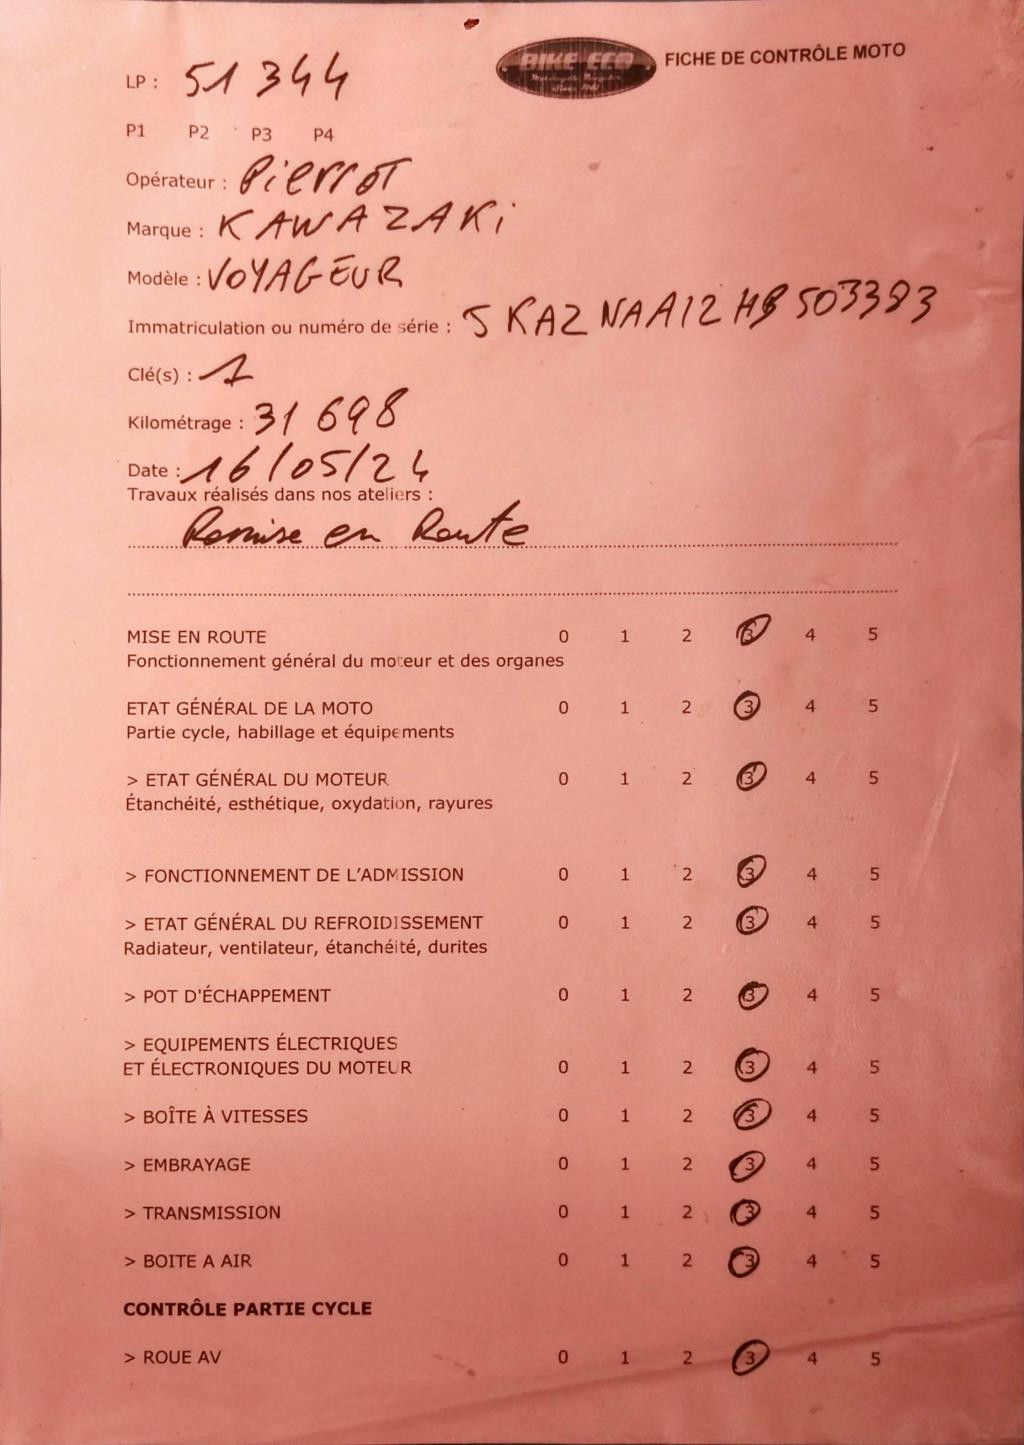 BIKE ECO
FICHE DE CONTRÔLE MOTO
LP : 51 344
P1 P2 P3 P4
Opérateur : Pierrot
Marque : KAWAZAKi
Modèle : VOYAGEUR
Immatriculation ou numéro de série : JKAZNAA12HB503383
Clé(s) : 1
Kilométrage : 31 698
Date : 16/05/24
Travaux réalisés dans nos ateliers :
Remise en Route
MISE EN ROUTE 0 1 2 3 4 5
Fonctionnement général du moteur et des organes
ETAT GÉNÉRAL DE LA MOTO 0 1 2 3 4 5
Partie cycle, habillage et équipements
> ETAT GÉNÉRAL DU MOTEUR 0 1 2 3 4 5
Étanchéité, esthétique, oxydation, rayures
> FONCTIONNEMENT DE L'ADMISSION 0 1 2 3 4 5
> ETAT GÉNÉRAL DU REFROIDISSEMENT 0 1 2 3 4 5
Radiateur, ventilateur, étanchéité, durites
> POT D'ÉCHAPPEMENT 0 1 2 3 4 5
> EQUIPEMENTS ÉLECTRIQUES
ET ÉLECTRONIQUES DU MOTEUR 0 1 2 3 4 5
> BOÎTE À VITESSES 0 1 2 3 4 5
> EMBRAYAGE 0 1 2 3 4 5
> TRANSMISSION 0 1 2 3 4 5
> BOITE A AIR 0 1 2 3 4 5
CONTRÔLE PARTIE CYCLE
> ROUE AV 0 1 2 3 4 5